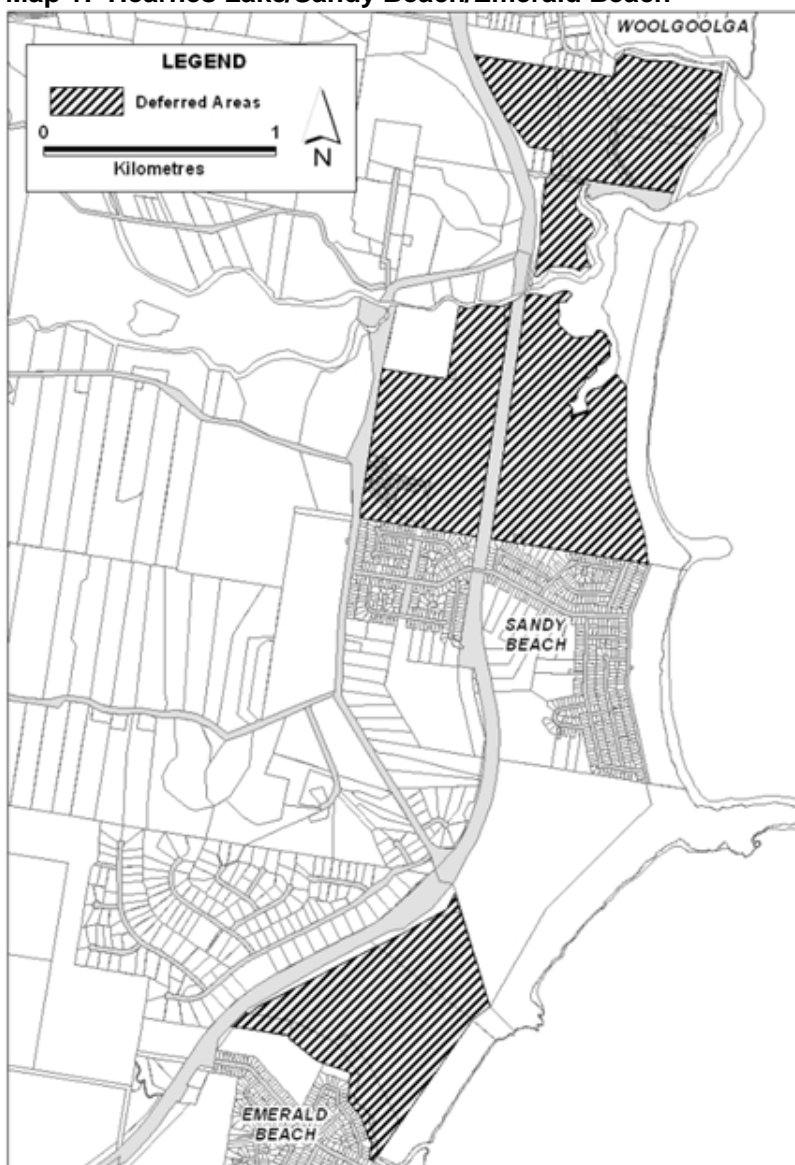 Map 1: Hearnes Lake/Sandy Beach/Emerald Beach
WOOLGOOLGA
LEGEND
Deferred Areas
0 1
Kilometres
N
SANDY
BEACH
EMERALD
BEACH